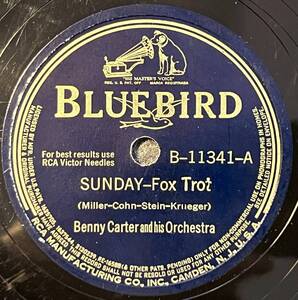 "HIS MASTER'S VOICE"
REG. U. S. PAT. OFF. MARCA REGISTRADA
BLUEBIRD
For best results use
RCA Victor Needles
B-11341-A
SUNDAY—Fox Trot
(Miller-Cohn-Stein-Krueger)
Benny Carter and his Orchestra
RCA MANUFACTURING CO., INC., CAMDEN, N. J., U. S. A.